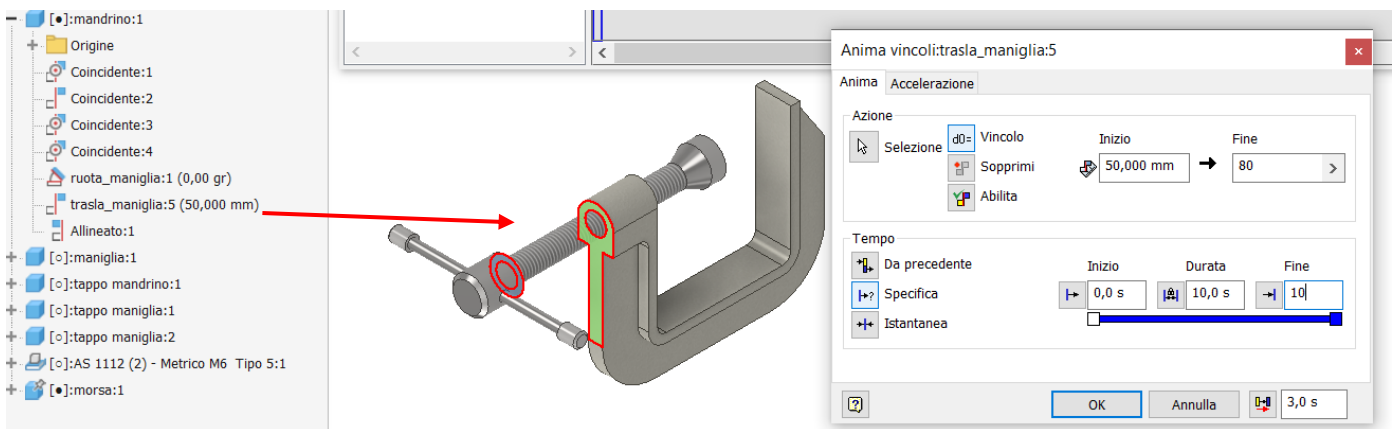 [●]:mandrino:1
Origine
Coincidente:1
Coincidente:2
Coincidente:3
Coincidente:4
ruota_maniglia:1 (0,00 gr)
trasla_maniglia:5 (50,000 mm)
Allineato:1
[○]:maniglia:1
[○]:tappo mandrino:1
[○]:tappo maniglia:1
[○]:tappo maniglia:2
[○]:AS 1112 (2) - Metrico M6 Tipo 5:1
[●]:morsa:1
Anima vincoli:trasla_maniglia:5
Anima Accelerazione
Azione
Selezione
d0= Vincolo
Sopprimi
Abilita
Inizio Fine
50,000 mm 80
Tempo
Da precedente
Specifica
Istantanea
Inizio Durata Fine
0,0 s 10,0 s 10
OK Annulla 3,0 s